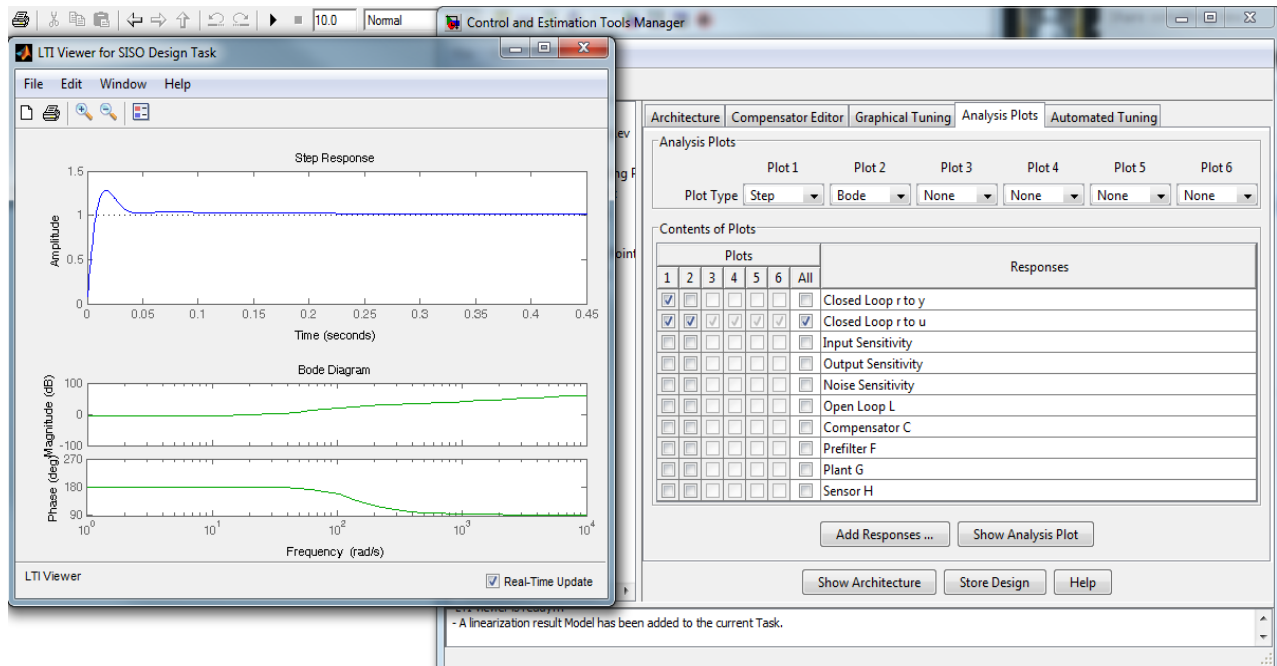 10.0 Normal
Control and Estimation Tools Manager
LTI Viewer for SISO Design Task
File Edit Window Help
Step Response
1.5
1
0.5
0
Amplitude
0 0.05 0.1 0.15 0.2 0.25 0.3 0.35 0.4 0.45
Time (seconds)
Bode Diagram
100
0
-100
Magnitude (dB)
270
180
90
Phase (deg)
10^0 10^1 10^2 10^3 10^4
Frequency (rad/s)
LTI Viewer
Real-Time Update
Architecture Compensator Editor Graphical Tuning Analysis Plots Automated Tuning
Analysis Plots
Plot 1 Plot 2 Plot 3 Plot 4 Plot 5 Plot 6
Plot Type Step Bode None None None None
Contents of Plots
Plots Responses
1 2 3 4 5 6 All
Closed Loop r to y
Closed Loop r to u
Input Sensitivity
Output Sensitivity
Noise Sensitivity
Open Loop L
Compensator C
Prefilter F
Plant G
Sensor H
Add Responses ... Show Analysis Plot
Show Architecture Store Design Help
- A linearization result Model has been added to the current Task.